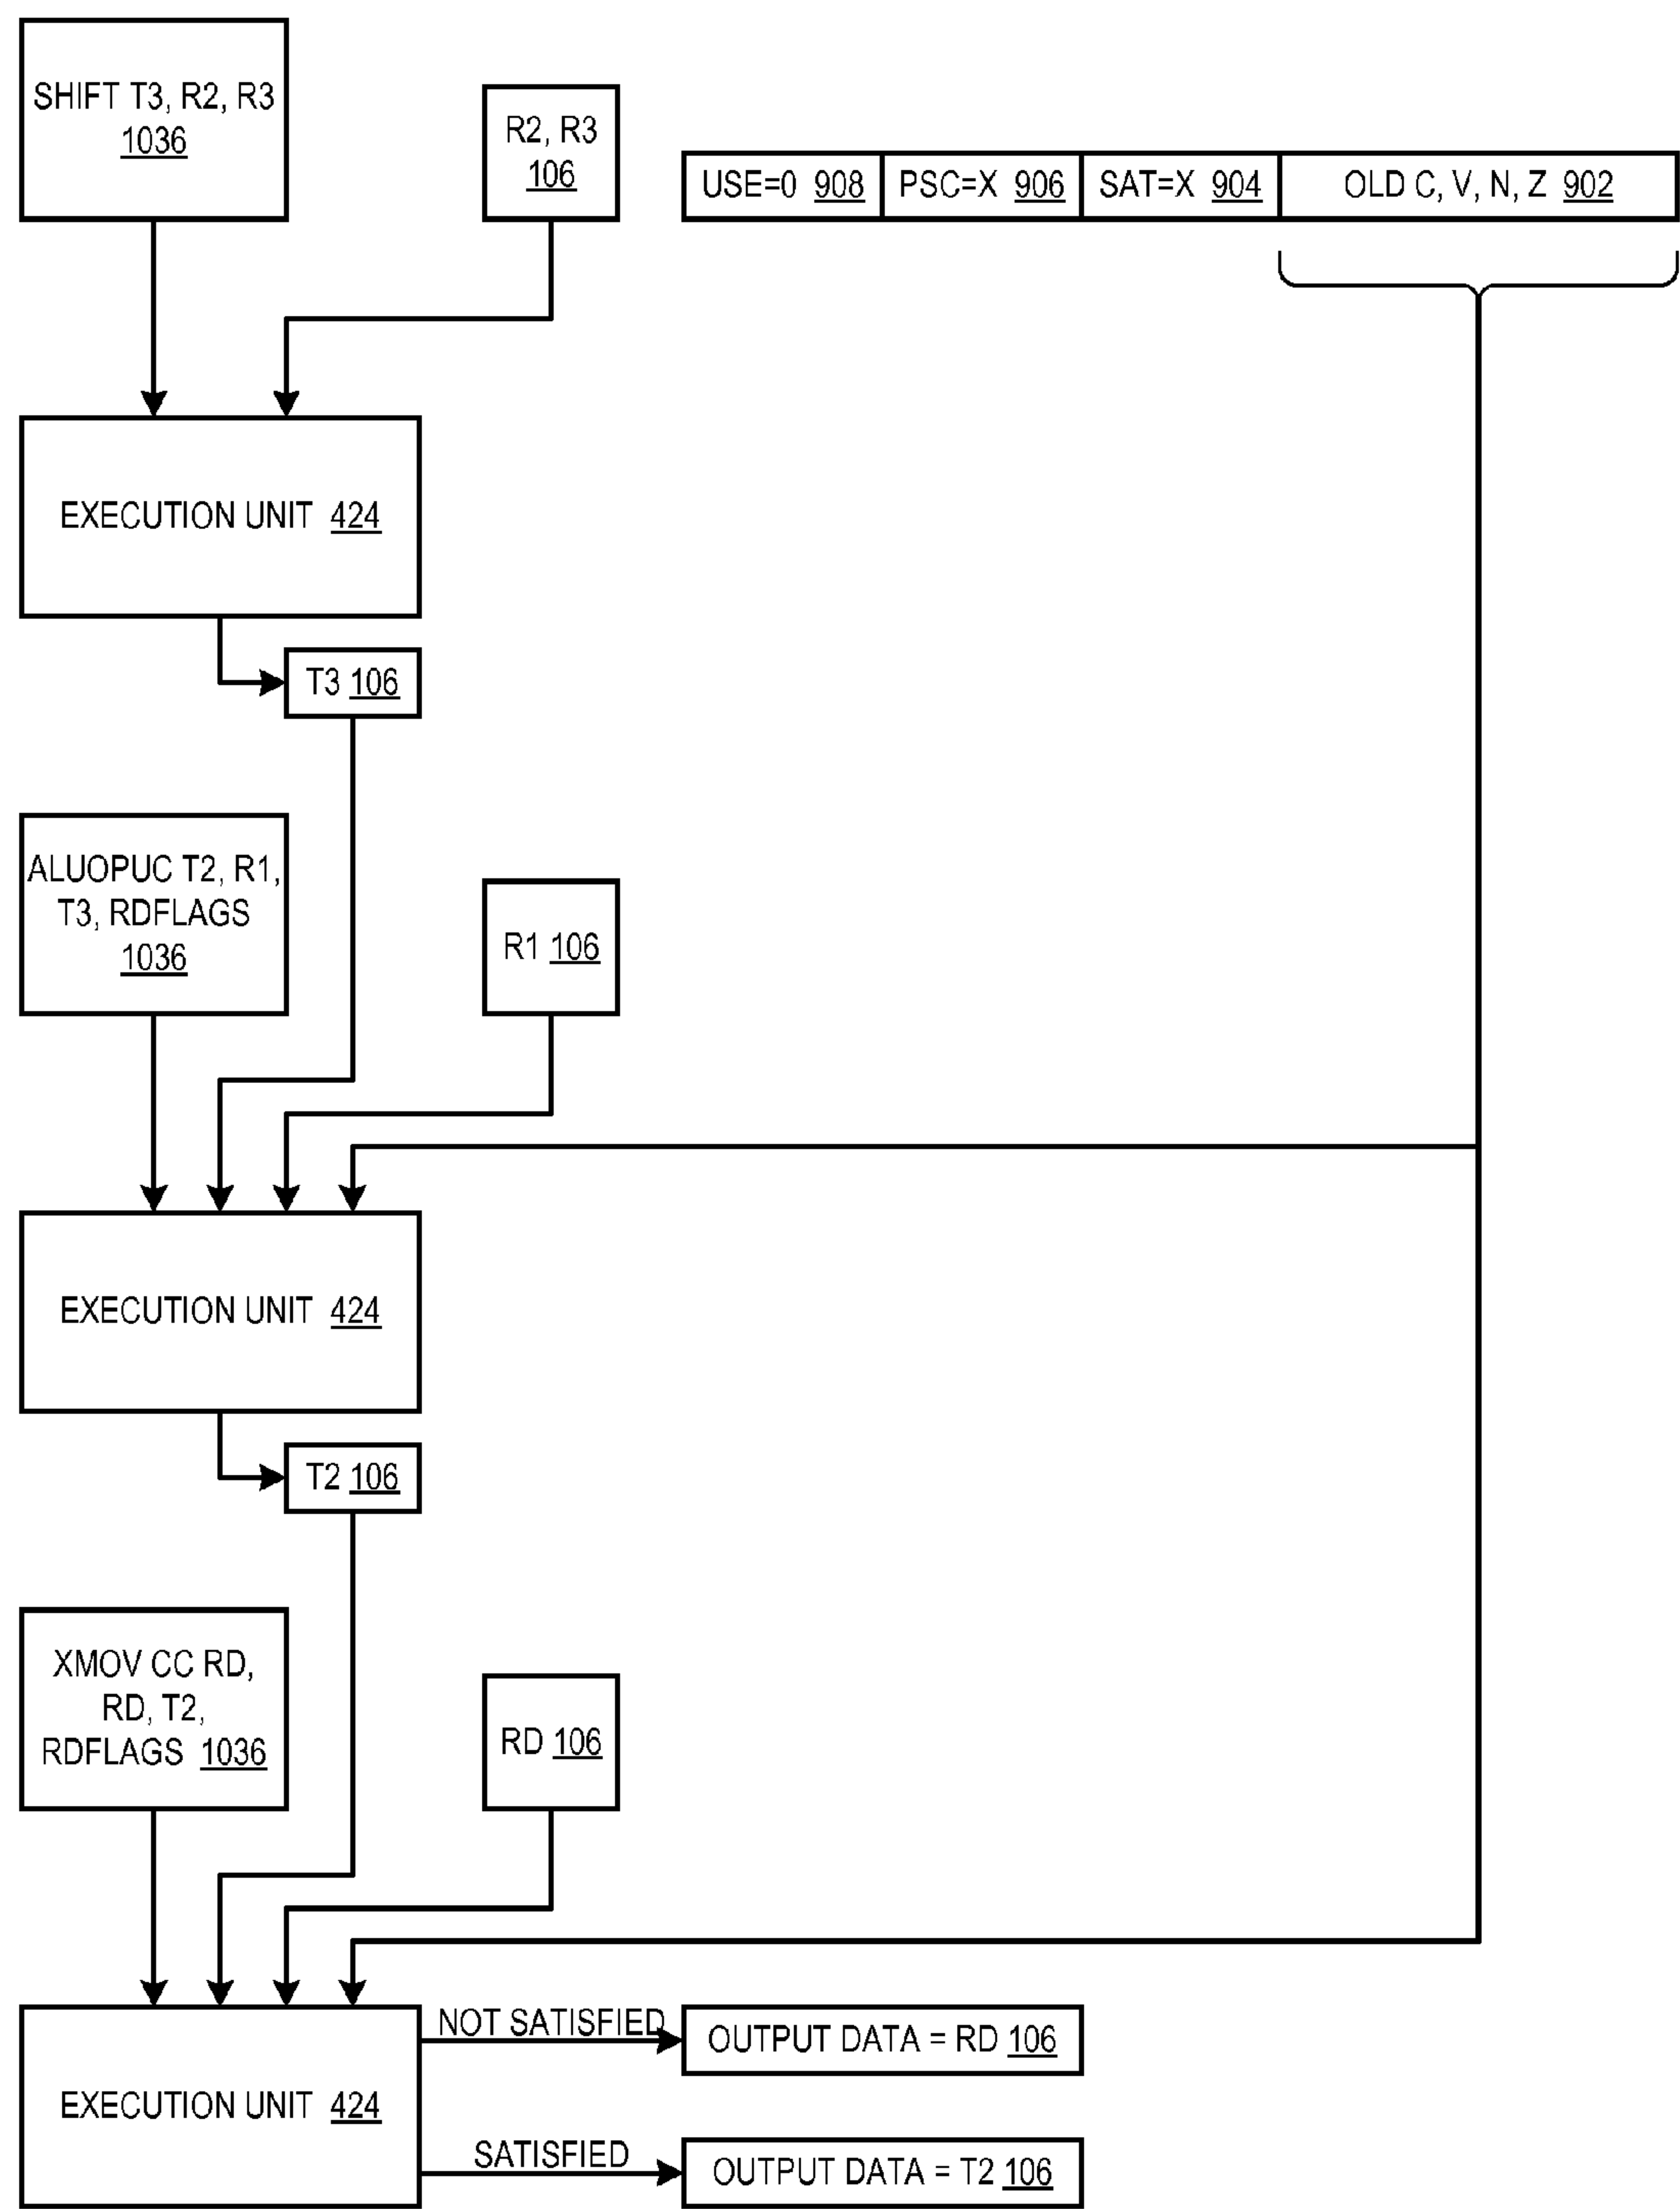 SHIFT T3, R2, R3
1036
R2, R3
106
USE=0 908
PSC=X 906
SAT=X 904
OLD C, V, N, Z 902
EXECUTION UNIT 424
T3 106
ALUOPUC T2, R1,
T3, RDFLAGS
1036
R1 106
EXECUTION UNIT 424
T2 106
XMOV CC RD,
RD, T2,
RDFLAGS 1036
RD 106
EXECUTION UNIT 424
NOT SATISFIED
OUTPUT DATA = RD 106
SATISFIED
OUTPUT DATA = T2 106